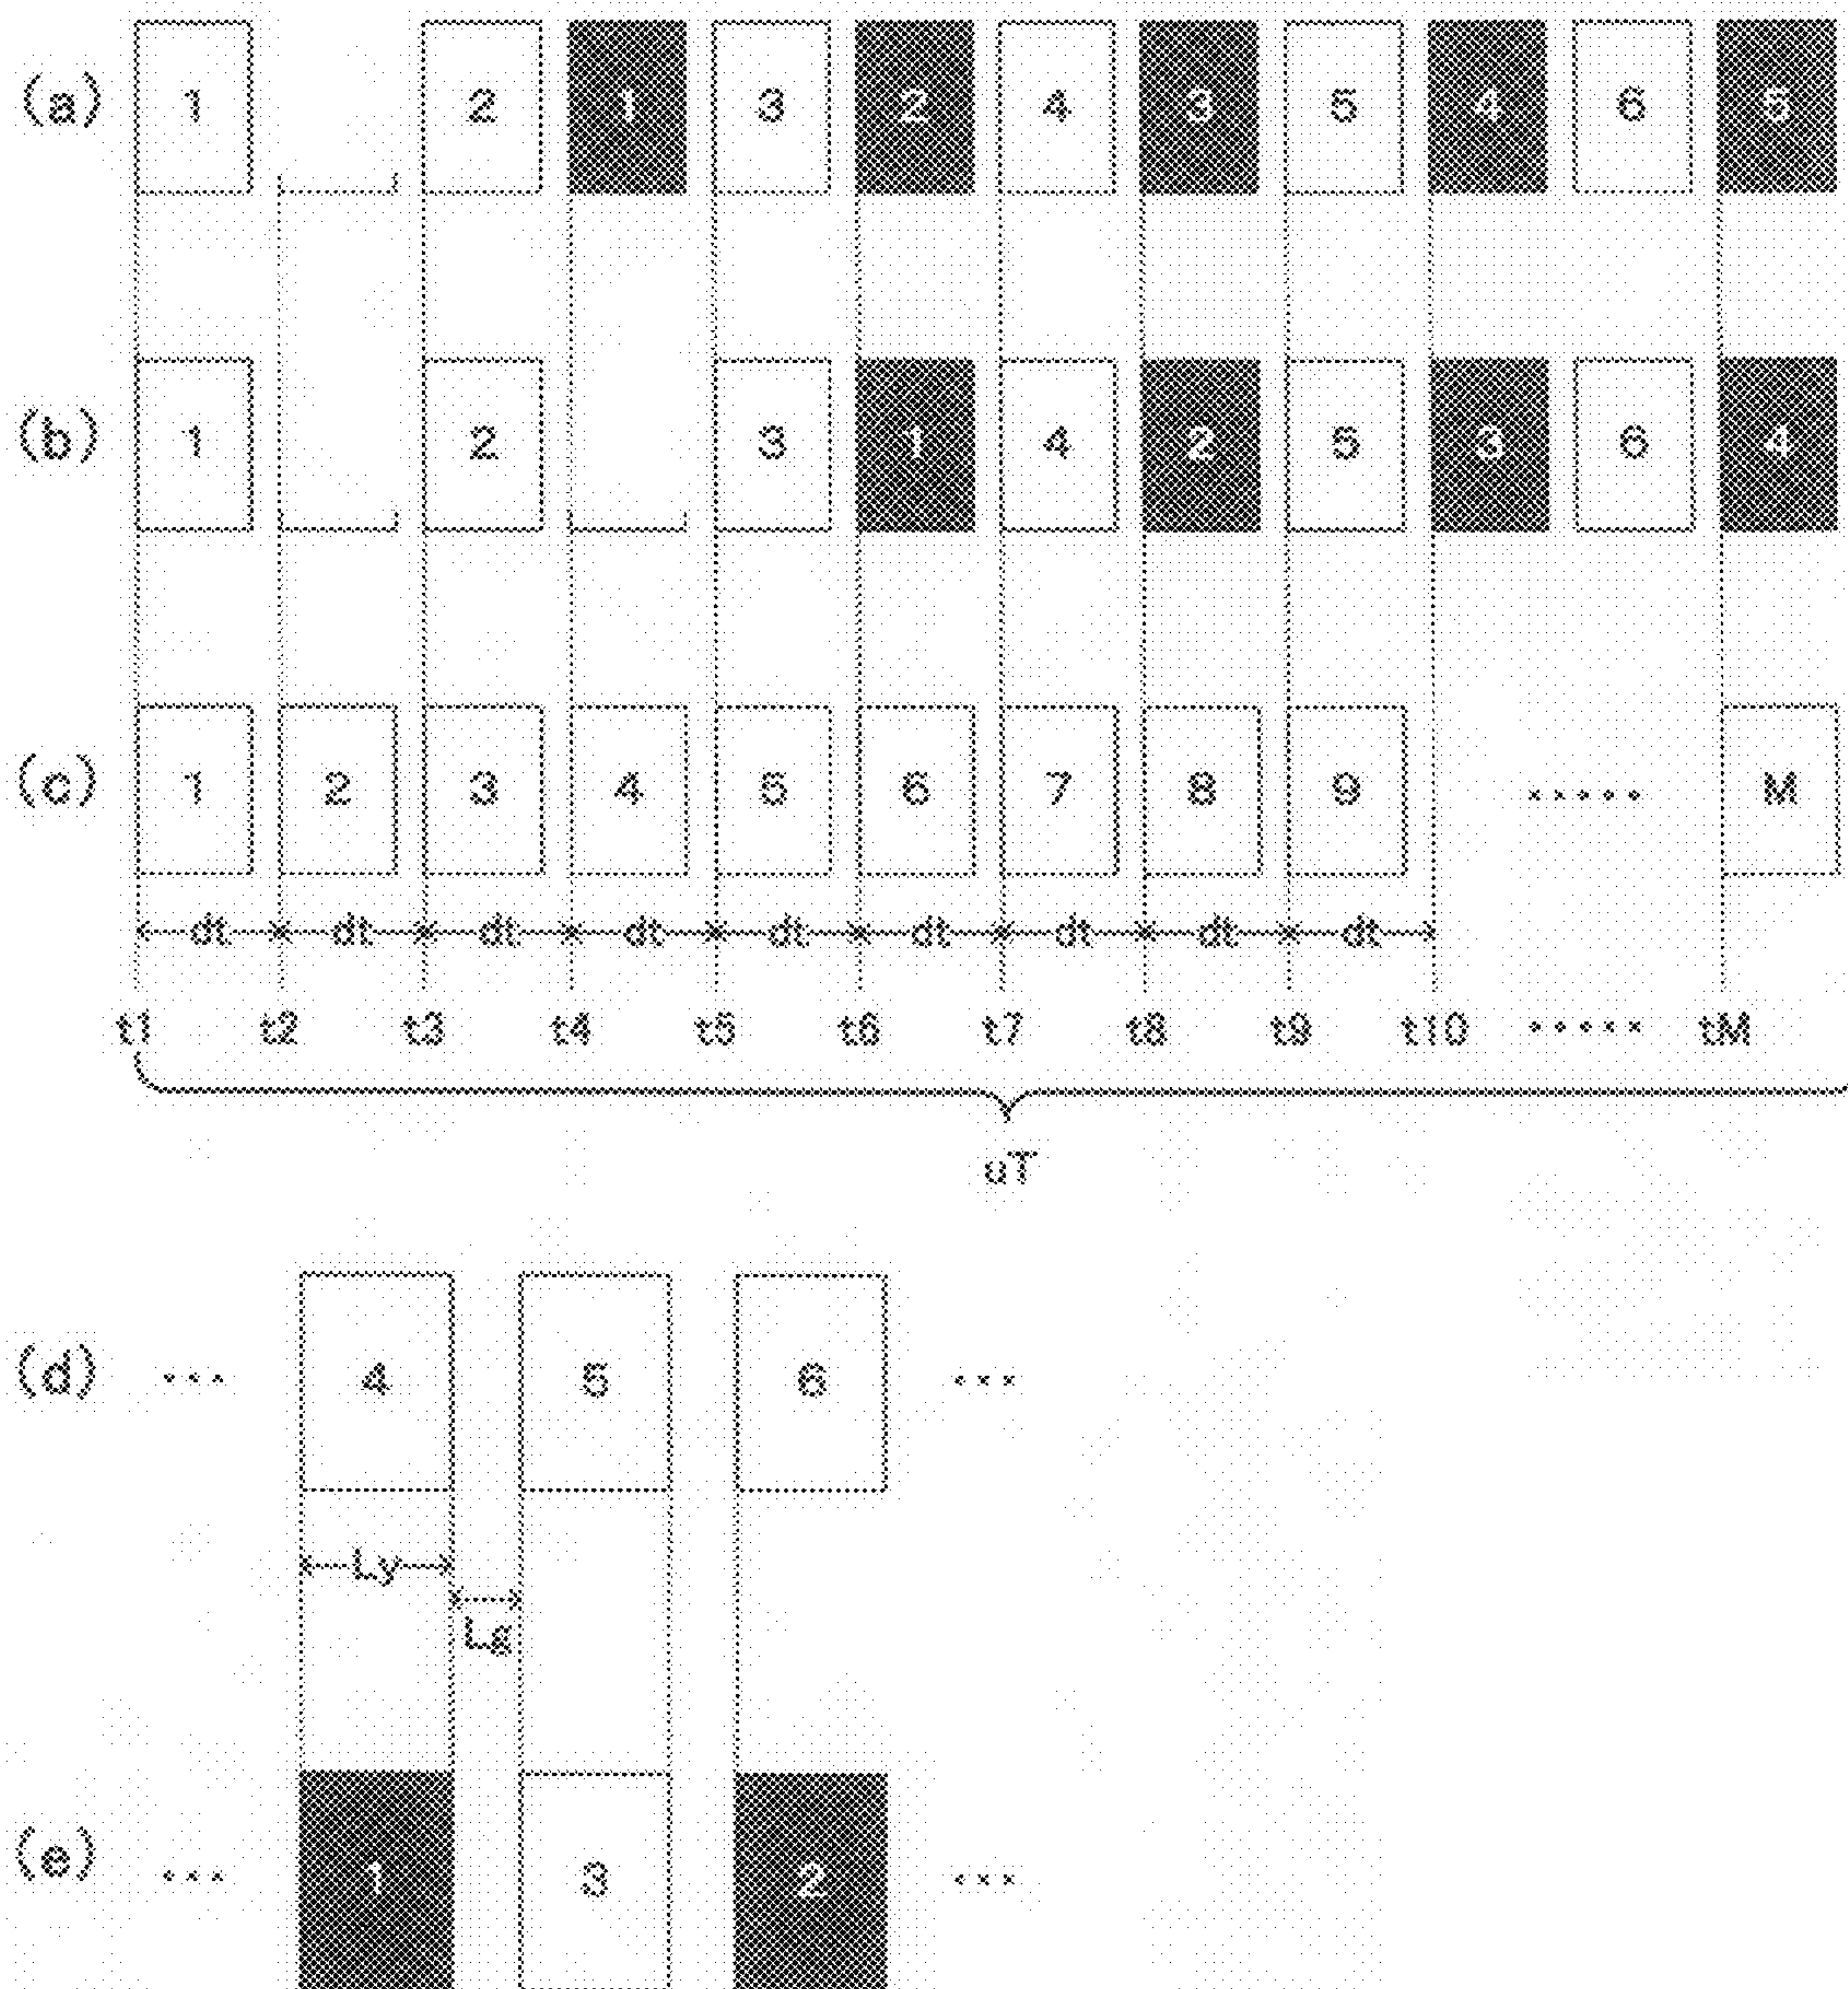 (a) 1 2 1 3 2 4 3 5 4 6 5
(b) 1 2 3 1 4 2 5 3 6 4
(c) 1 2 3 4 5 6 7 8 9 ····· M
dt dt dt dt dt dt dt dt dt
t1 t2 t3 t4 t5 t6 t7 t8 t9 t10 ····· tM
uT
(d) ··· 4 5 6 ···
Ly
Lg
(e) ··· 1 3 2 ···